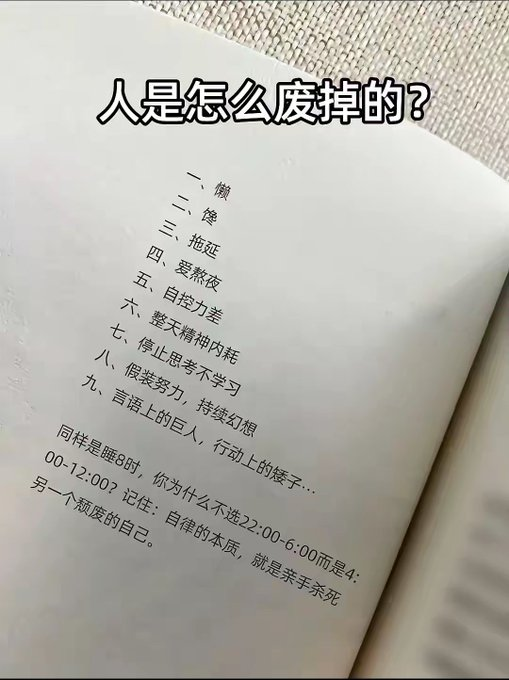 人是怎么废掉的?
一、懒
二、馋
三、拖延
四、爱熬夜
五、自控力差
六、整天精神内耗
七、停止思考不学习
八、假装努力，持续幻想
九、言语上的巨人，行动上的矮子…
同样是睡8时，你为什么不选22:00-6:00而是4:
00-12:00？记住：自律的本质，就是亲手杀死
另一个颓废的自己。